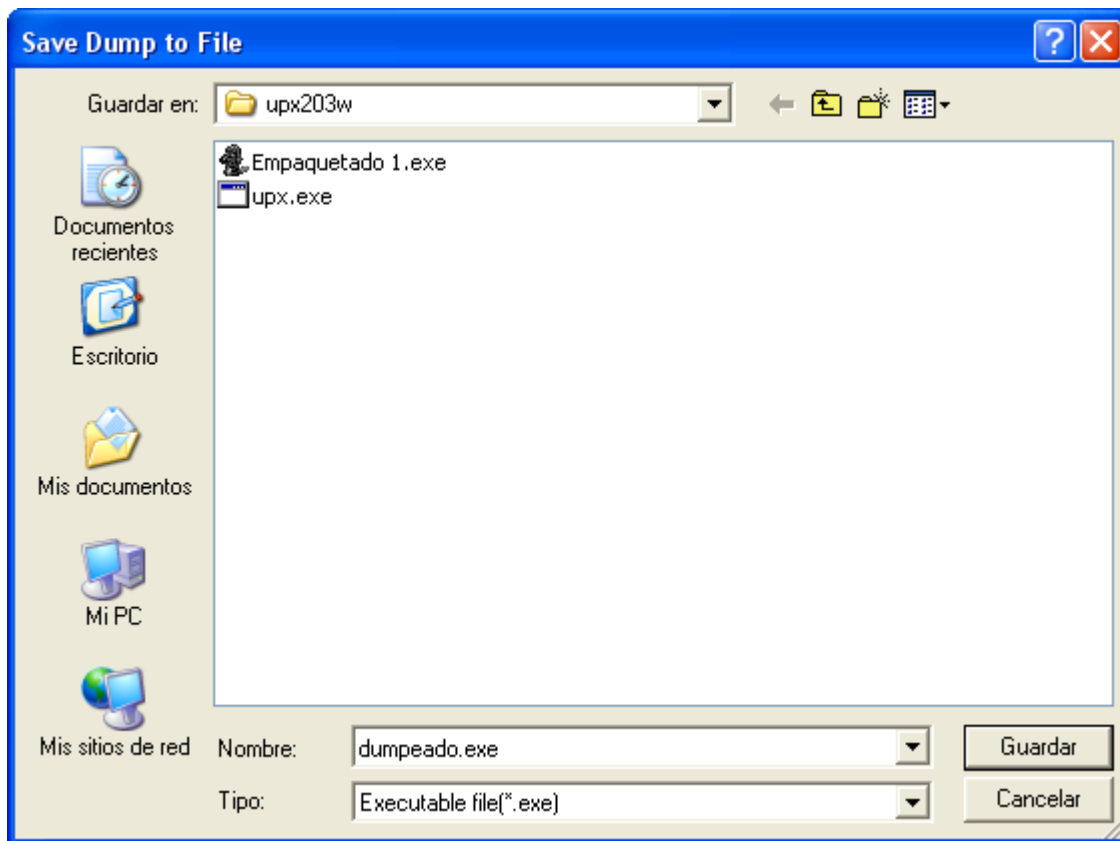 Save Dump to File
Guardar en: upx203w
Empaquetado 1.exe
upx.exe
Documentos
recientes
Escritorio
Mis documentos
Mi PC
Mis sitios de red
Nombre: dumpeado.exe Guardar
Tipo: Executable file(*.exe) Cancelar